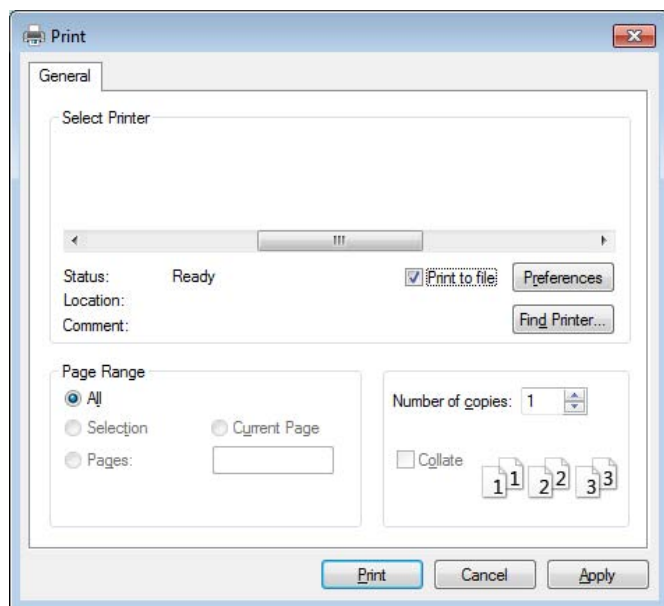 Print
General
Select Printer
Status: Ready
Print to file
Preferences
Location:
Comment:
Find Printer...
Page Range
All
Selection
Current Page
Pages:
Number of copies: 1
Collate
1 1 2 2 3 3
Print
Cancel
Apply